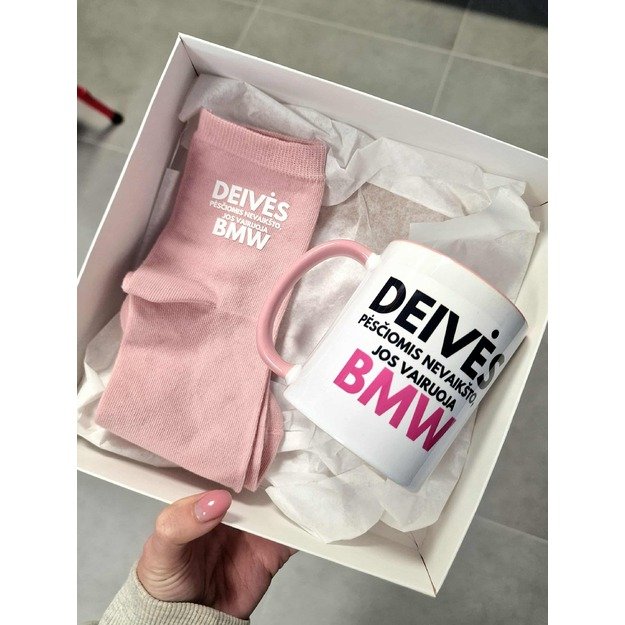 DEIVĖS
PĖSČIOMIS NEVAIKŠTO,
JOS VAIRUOJA
BMW
DEIVĖS
PĖSČIOMIS NEVAIKŠTO,
JOS VAIRUOJA
BMW